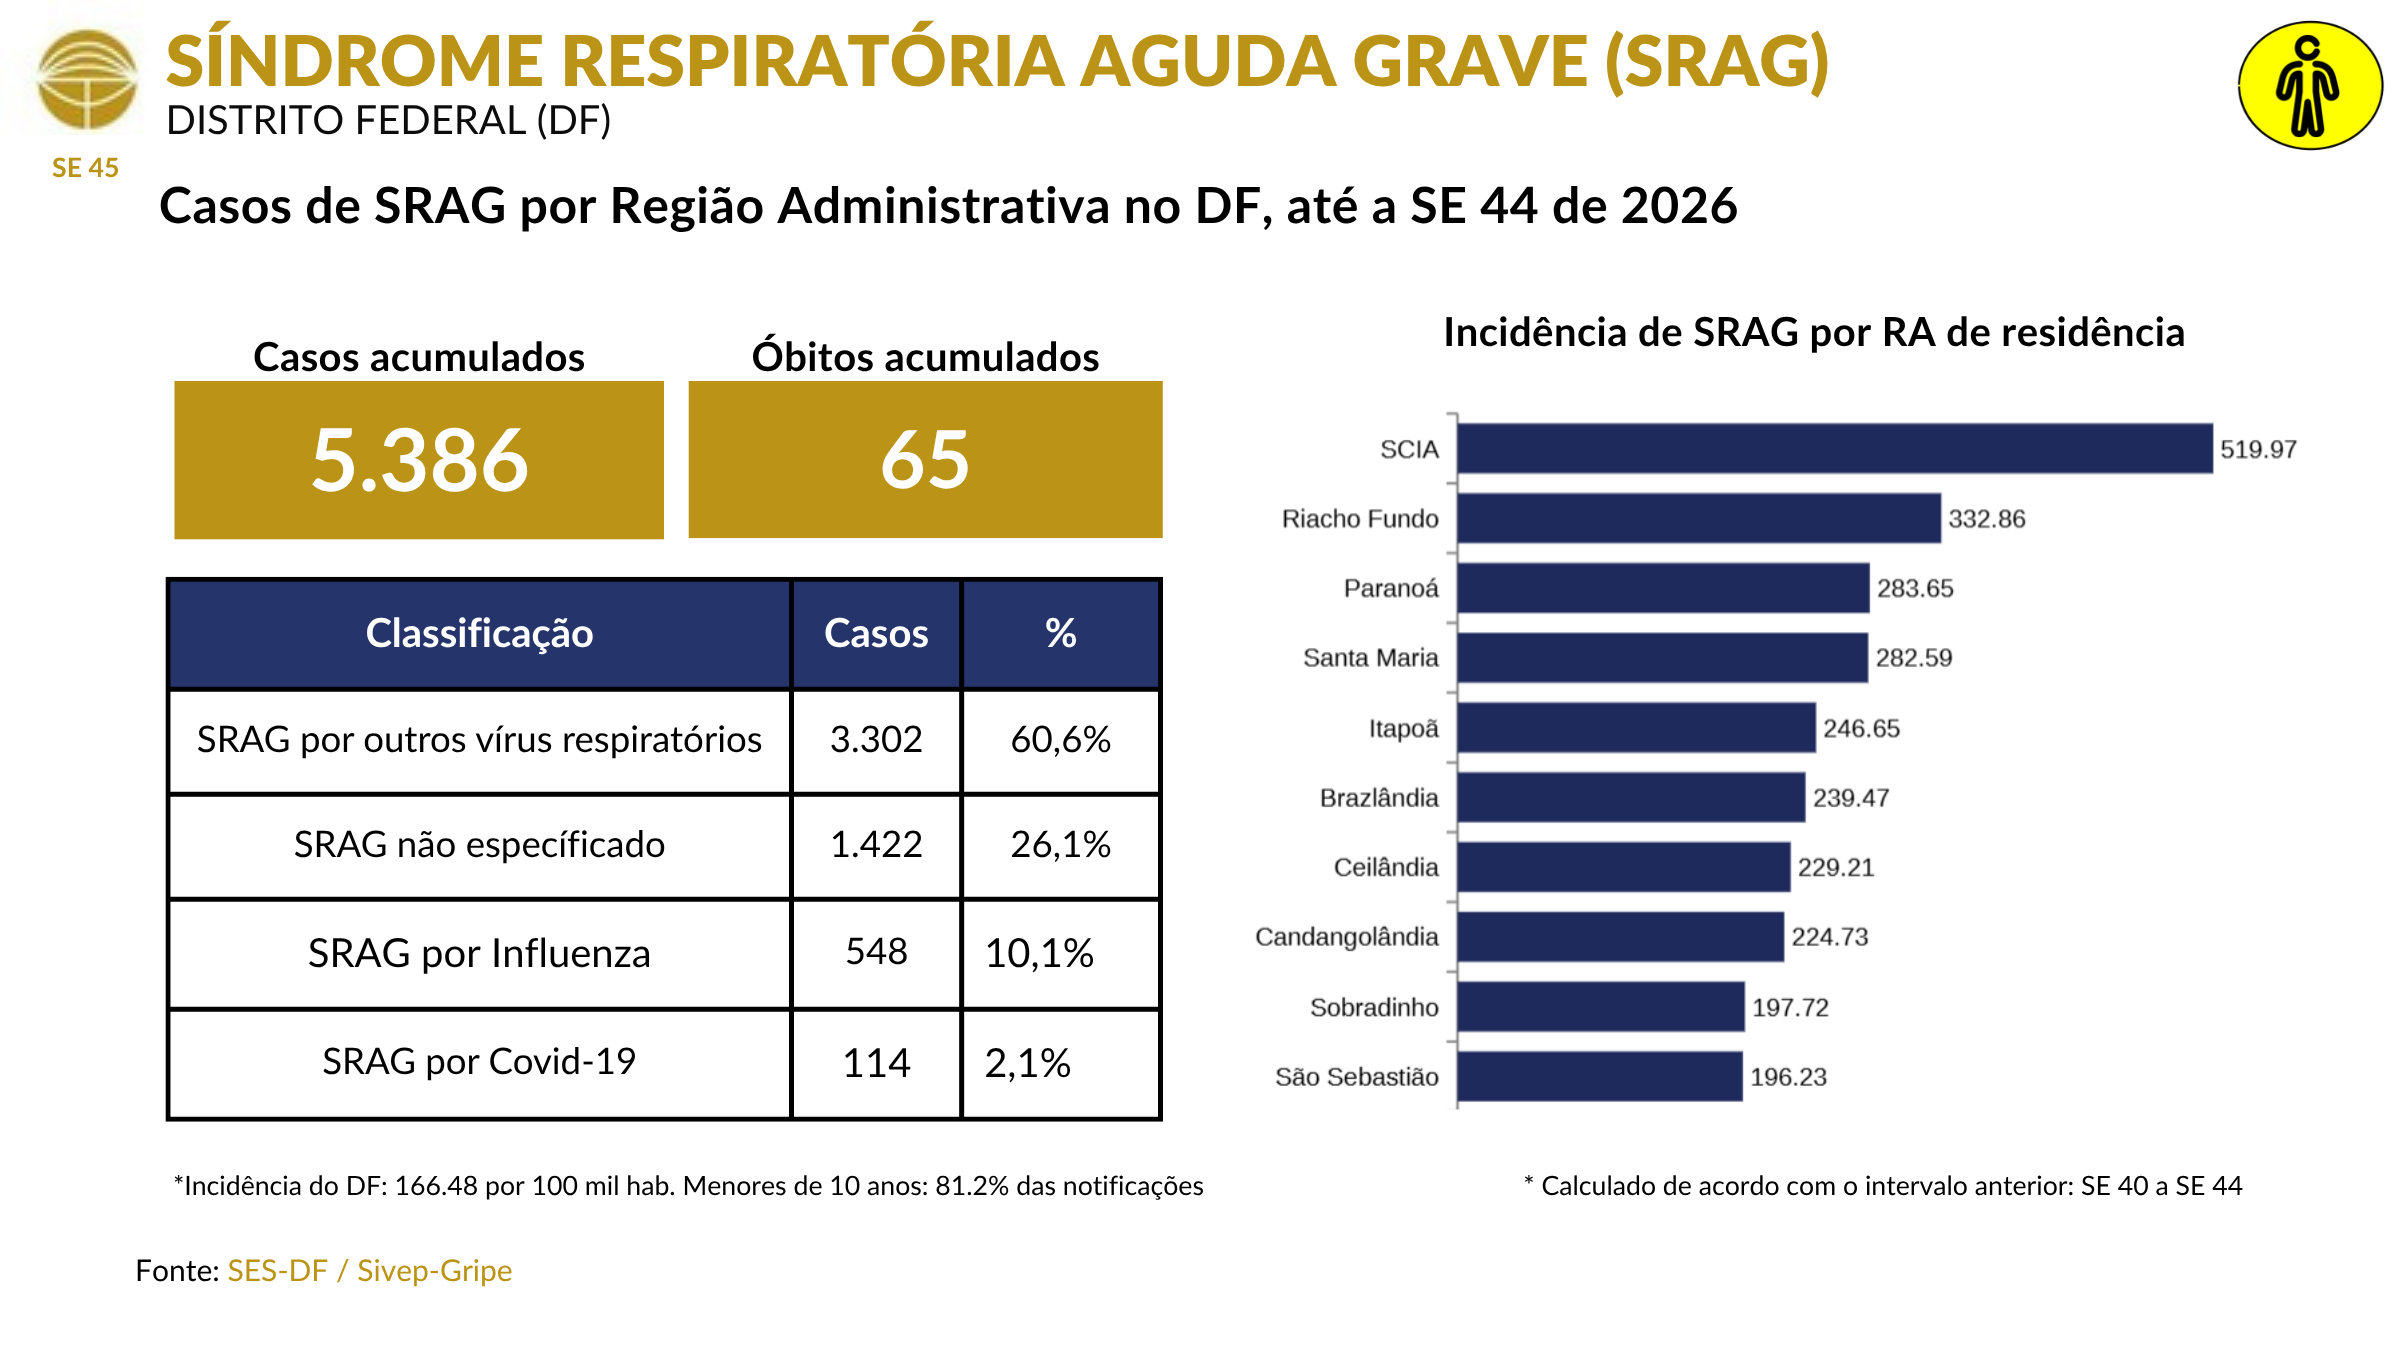 SÍNDROME RESPIRATÓRIA AGUDA GRAVE (SRAG)
DISTRITO FEDERAL (DF)
SE 45
Casos de SRAG por Região Administrativa no DF, até a SE 44 de 2026
Casos acumulados
5.386
Óbitos acumulados
65
Classificação Casos %
SRAG por outros vírus respiratórios 3.302 60,6%
SRAG não específicado 1.422 26,1%
SRAG por Influenza 548 10,1%
SRAG por Covid-19 114 2,1%
*Incidência do DF: 166.48 por 100 mil hab. Menores de 10 anos: 81.2% das notificações
Incidência de SRAG por RA de residência
SCIA 519.97
Riacho Fundo 332.86
Paranoá 283.65
Santa Maria 282.59
Itapoã 246.65
Brazlândia 239.47
Ceilândia 229.21
Candangolândia 224.73
Sobradinho 197.72
São Sebastião 196.23
* Calculado de acordo com o intervalo anterior: SE 40 a SE 44
Fonte: SES-DF / Sivep-Gripe